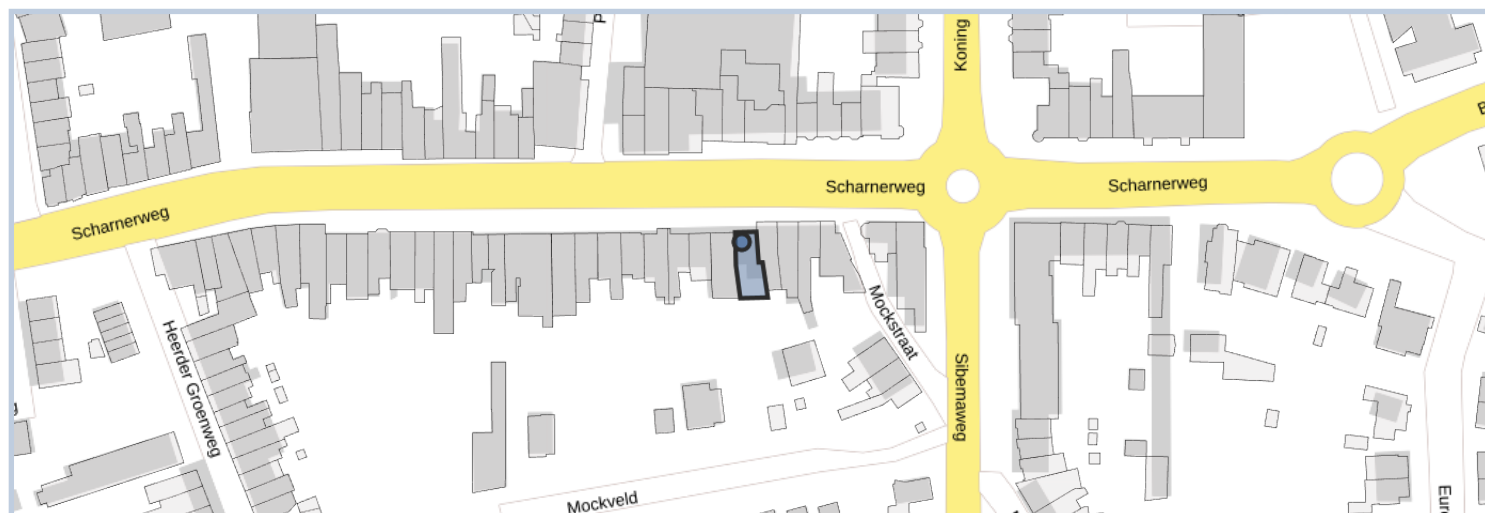 Koning
Scharnerweg
Scharnerweg
Scharnerweg
Mockstraat
Heerder Groenweg
Sibemaweg
Mockveld